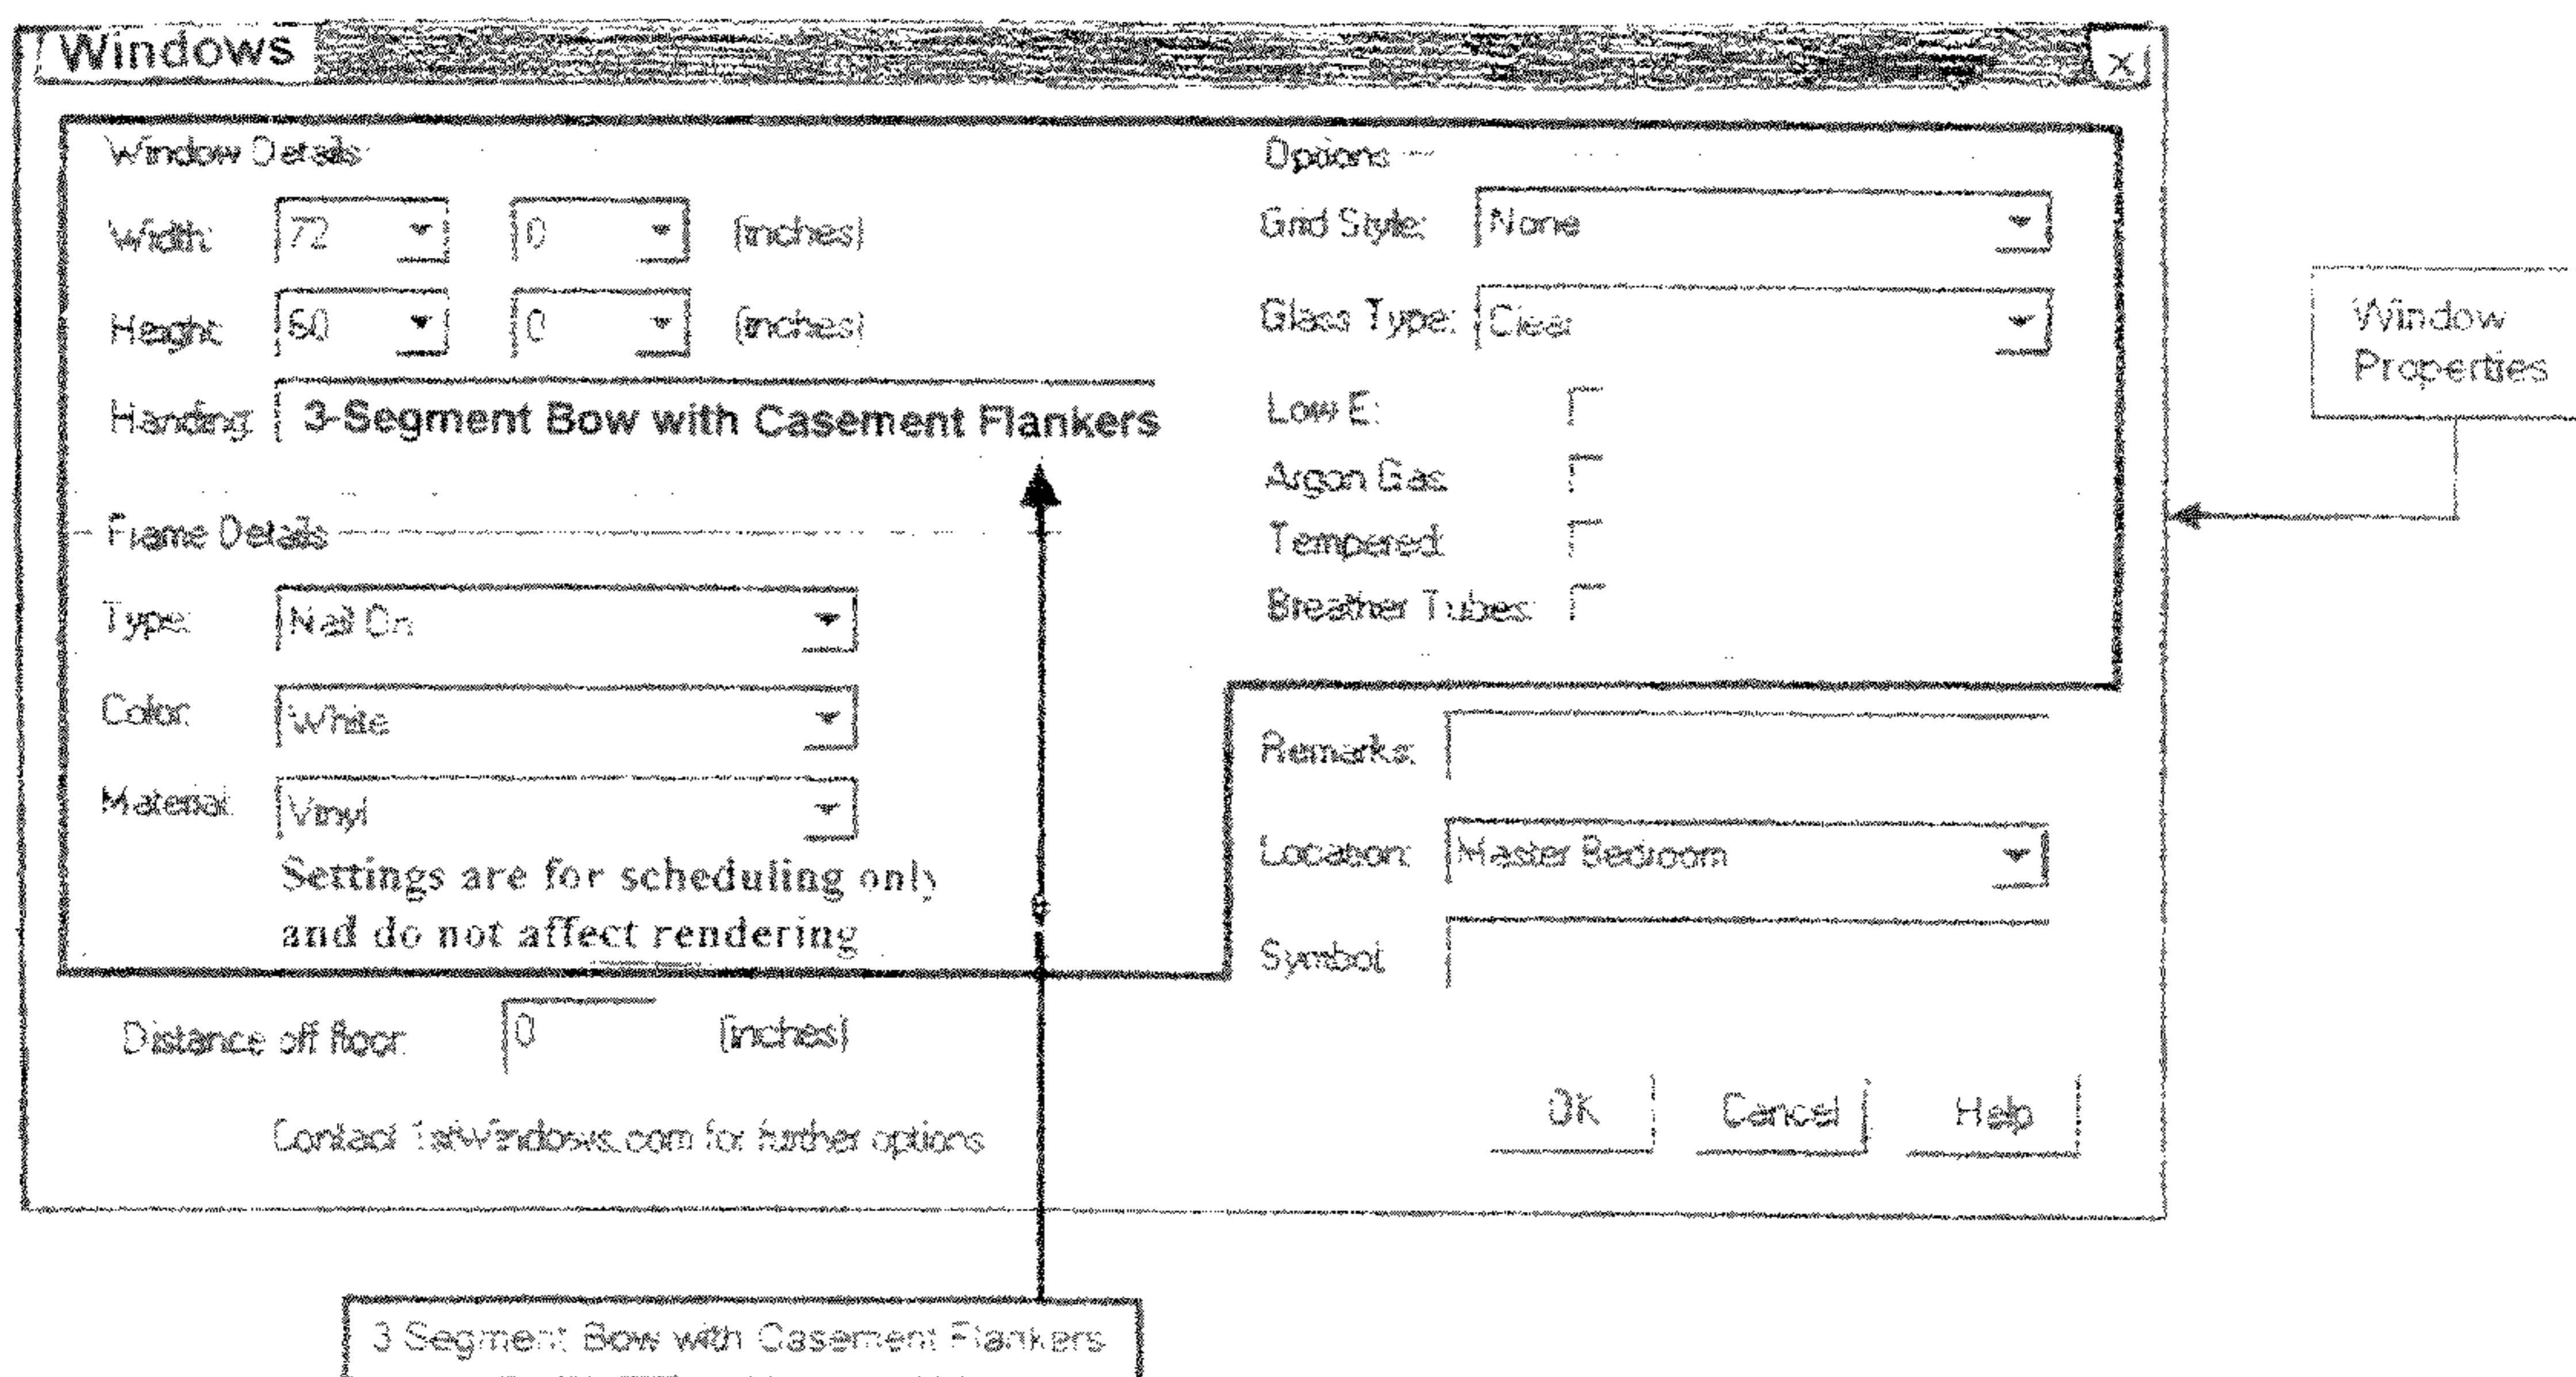 Windows
X
Window Details
Width: 72 0 (inches)
Height: 60 0 (inches)
Handing: 3-Segment Bow with Casement Flankers
Frame Details
Type: Nail On
Color: White
Material: Vinyl
Settings are for scheduling only
and do not affect rendering
Distance off floor: 0 (inches)
Contact 1stWindows.com for further options
Options
Grid Style: None
Glass Type: Clear
Low E:
Argon Gas
Tempered:
Breather Tubes:
Remarks:
Location: Master Bedroom
Symbol:
OK Cancel Help
Window
Properties
3 Segment Bow with Casement Flankers